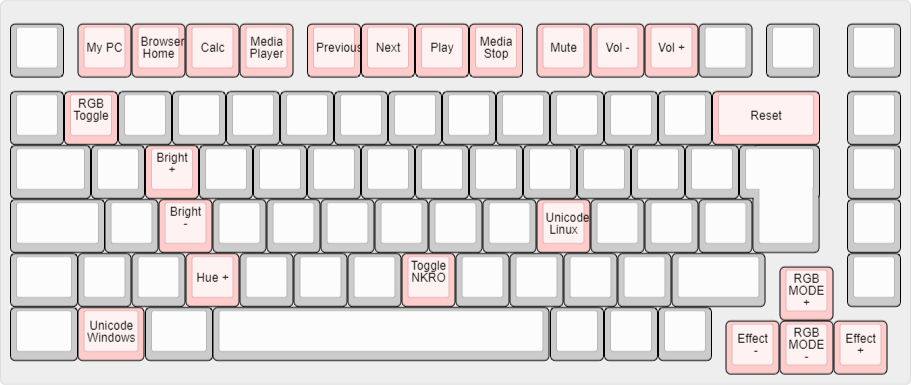 My PC
Browser
Home
Calc
Media
Player
Previous
Next
Play
Media
Stop
Mute
Vol -
Vol +
RGB
Toggle
Reset
Bright
+
Bright
-
Unicode
Linux
Hue +
Toggle
NKRO
RGB
MODE
+
Unicode
Windows
Effect
-
RGB
MODE
-
Effect
+